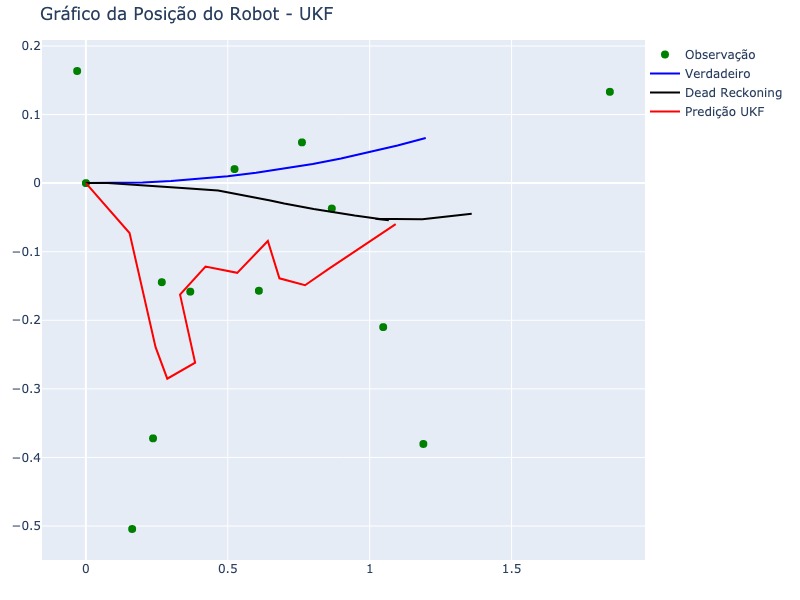 Gráfico da Posição do Robot - UKF
0.2
0.1
0
−0.1
−0.2
−0.3
−0.4
−0.5
0
0.5
1
1.5
Observação
Verdadeiro
Dead Reckoning
Predição UKF